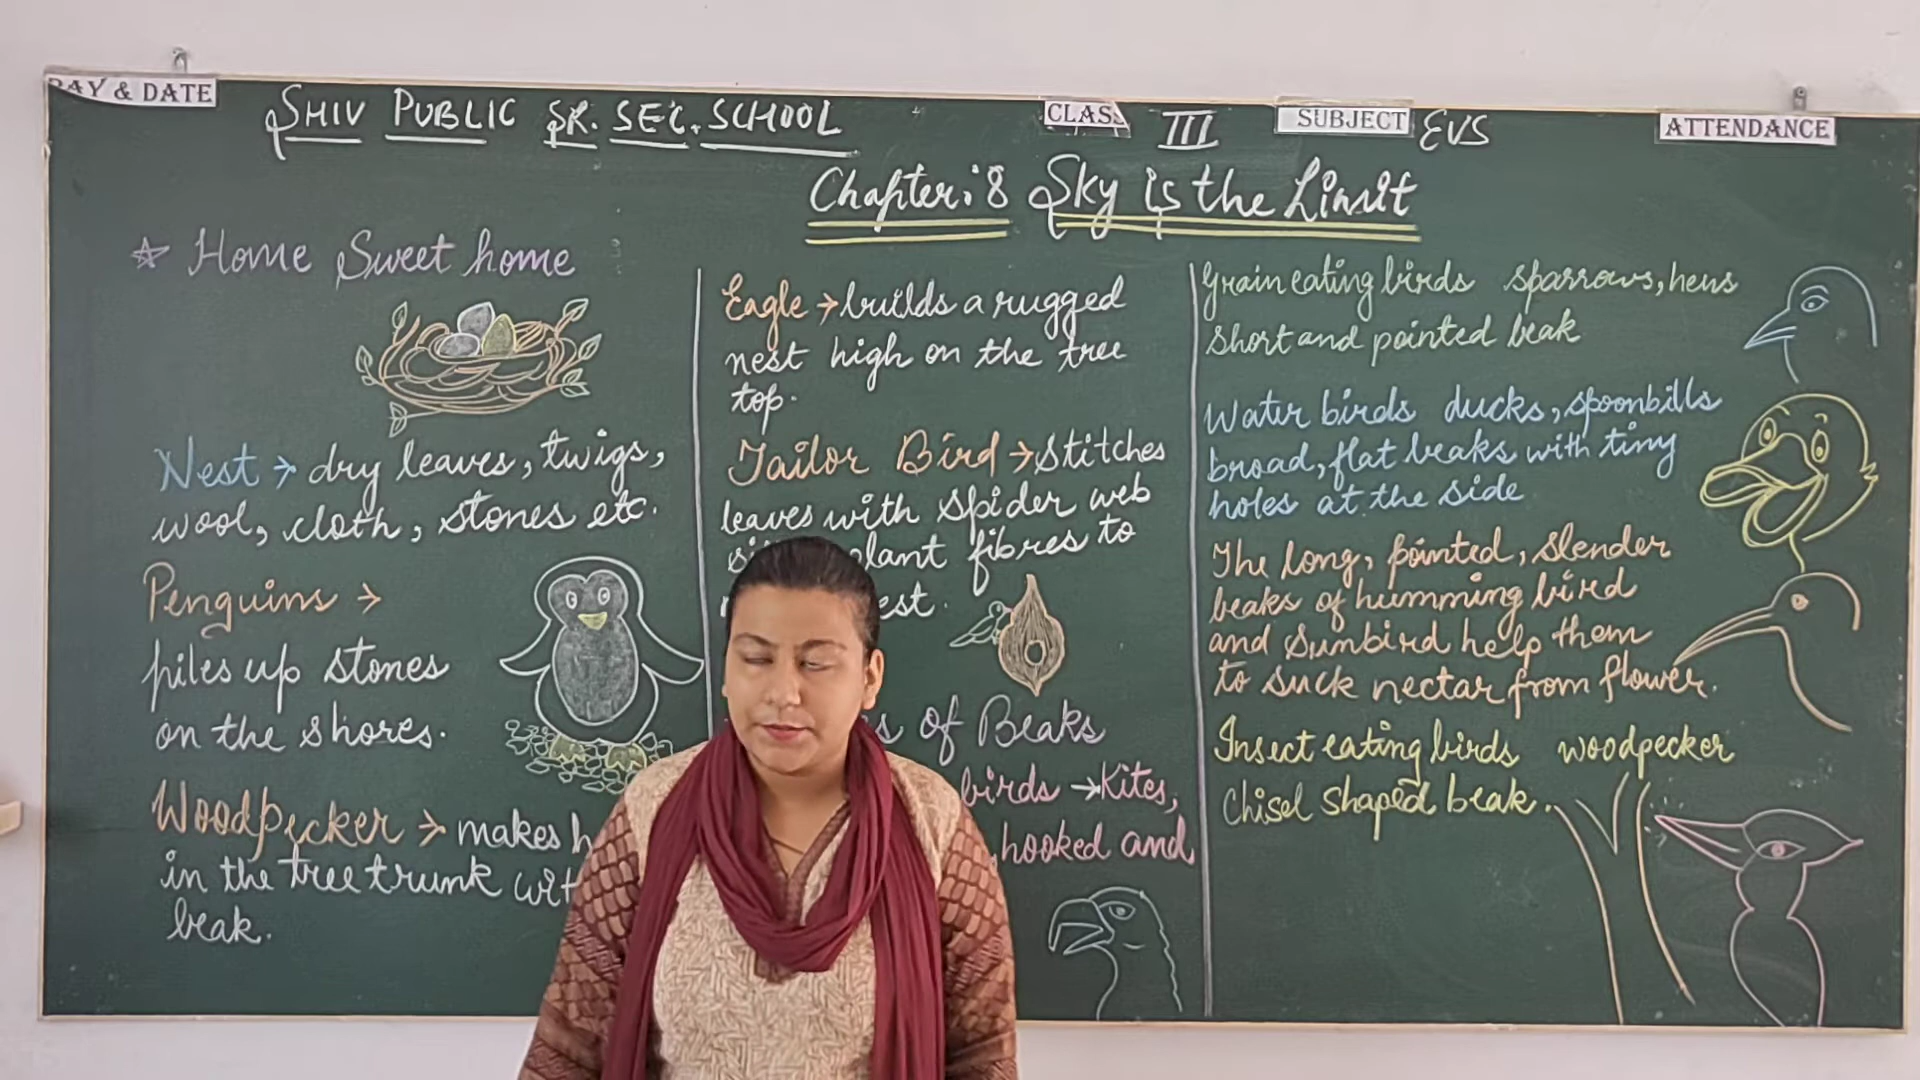 DAY & DATE
SHIV PUBLIC SR. SEC. SCHOOL
CLASS III
SUBJECT EVS
ATTENDANCE
Chapter: 8 Sky is the Limit
Home Sweet home
Nest → dry leaves, twigs,
wool, cloth, stones etc.
Penguins →
piles up stones
on the shores.
Woodpecker → makes
in the tree trunk
beak.
Eagle → builds a rugged
nest high on the tree
top.
Tailor Bird → stitches
leaves with spider web
plant fibres to
of Beaks
birds → Kites,
hooked and
Grain eating birds sparrows, hens
short and pointed beak
Water birds ducks, spoonbills
broad, flat beaks with tiny
holes at the side
The long, pointed, slender
beaks of humming bird
and Sunbird help them
to suck nectar from flower.
Insect eating birds woodpecker
Chisel shaped beak.